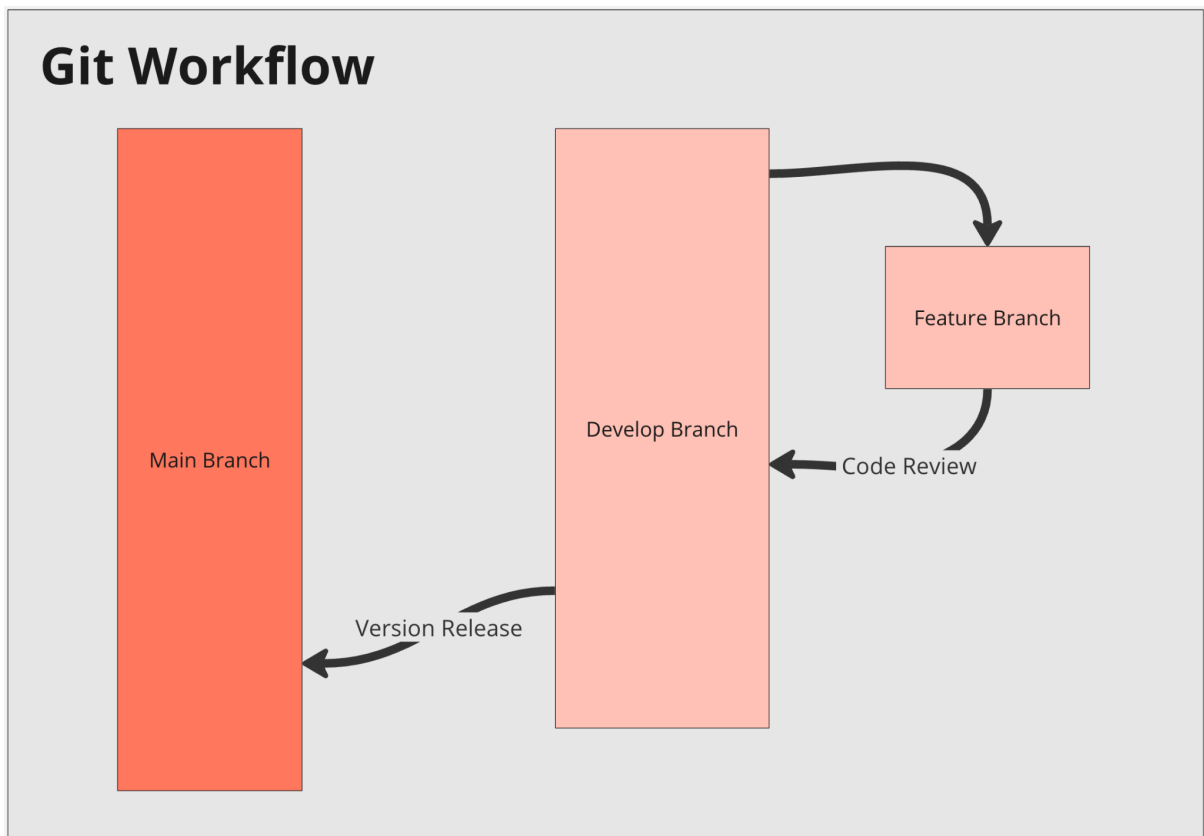 Git Workflow
Feature Branch
Develop Branch
Main Branch
Code Review
Version Release